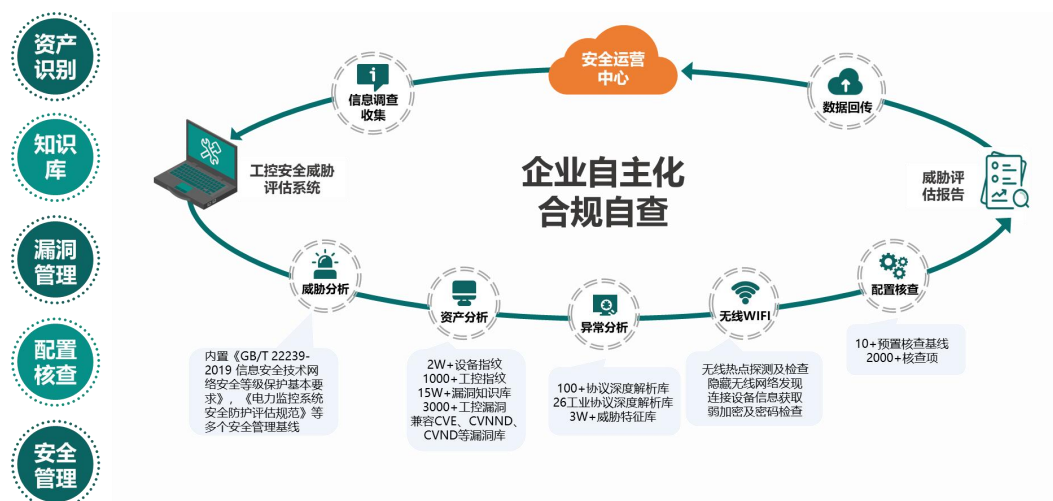 资产
识别
知识
库
漏洞
管理
配置
核查
安全
管理
安全运营
中心
信息调查
收集
数据回传
工控安全威胁
评估系统
企业自主化
合规自查
威胁评
估报告
威胁分析
资产分析
异常分析
无线WIFI
配置核查
内置《GB/T 22239-
2019 信息安全技术网
络安全等级保护基本要
求》，《电力监控系统
安全防护评估规范》等
多个安全管理基线
2W+设备指纹
1000+工控指纹
15W+漏洞知识库
3000+工控漏洞
兼容CVE、CVNND、
CVND等漏洞库
100+协议深度解析库
26工业协议深度解析库
3W+威胁特征库
无线热点探测及检查
隐藏无线网络发现
连接设备信息获取
弱加密及密码检查
10+预置核查基线
2000+核查项